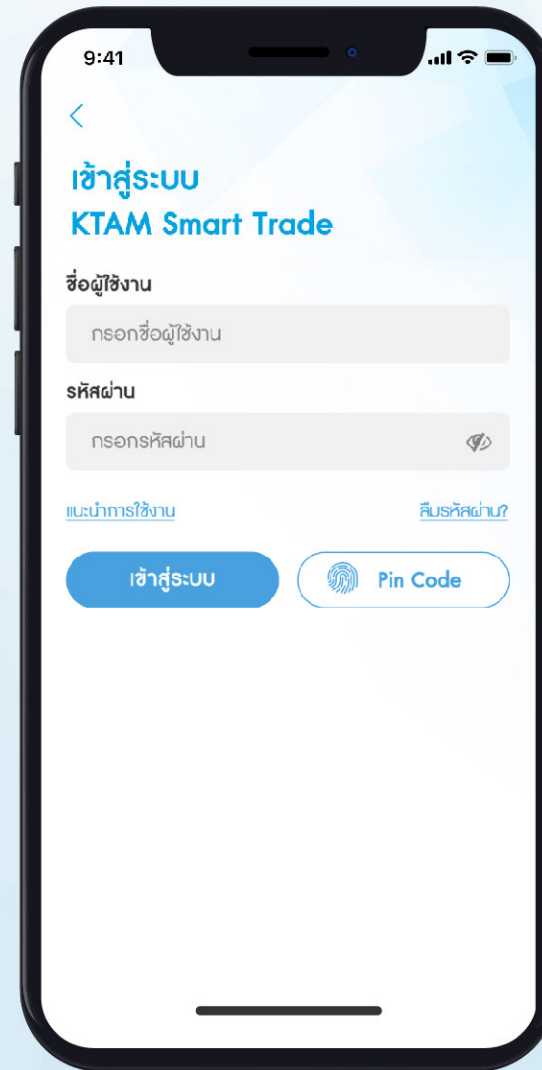 9:41
เข้าสู่ระบบ
KTAM Smart Trade
ชื่อผู้ใช้งาน
กรอกชื่อผู้ใช้งาน
รหัสผ่าน
กรอกรหัสผ่าน
แนะนำการใช้งาน ลืมรหัสผ่าน?
เข้าสู่ระบบ Pin Code